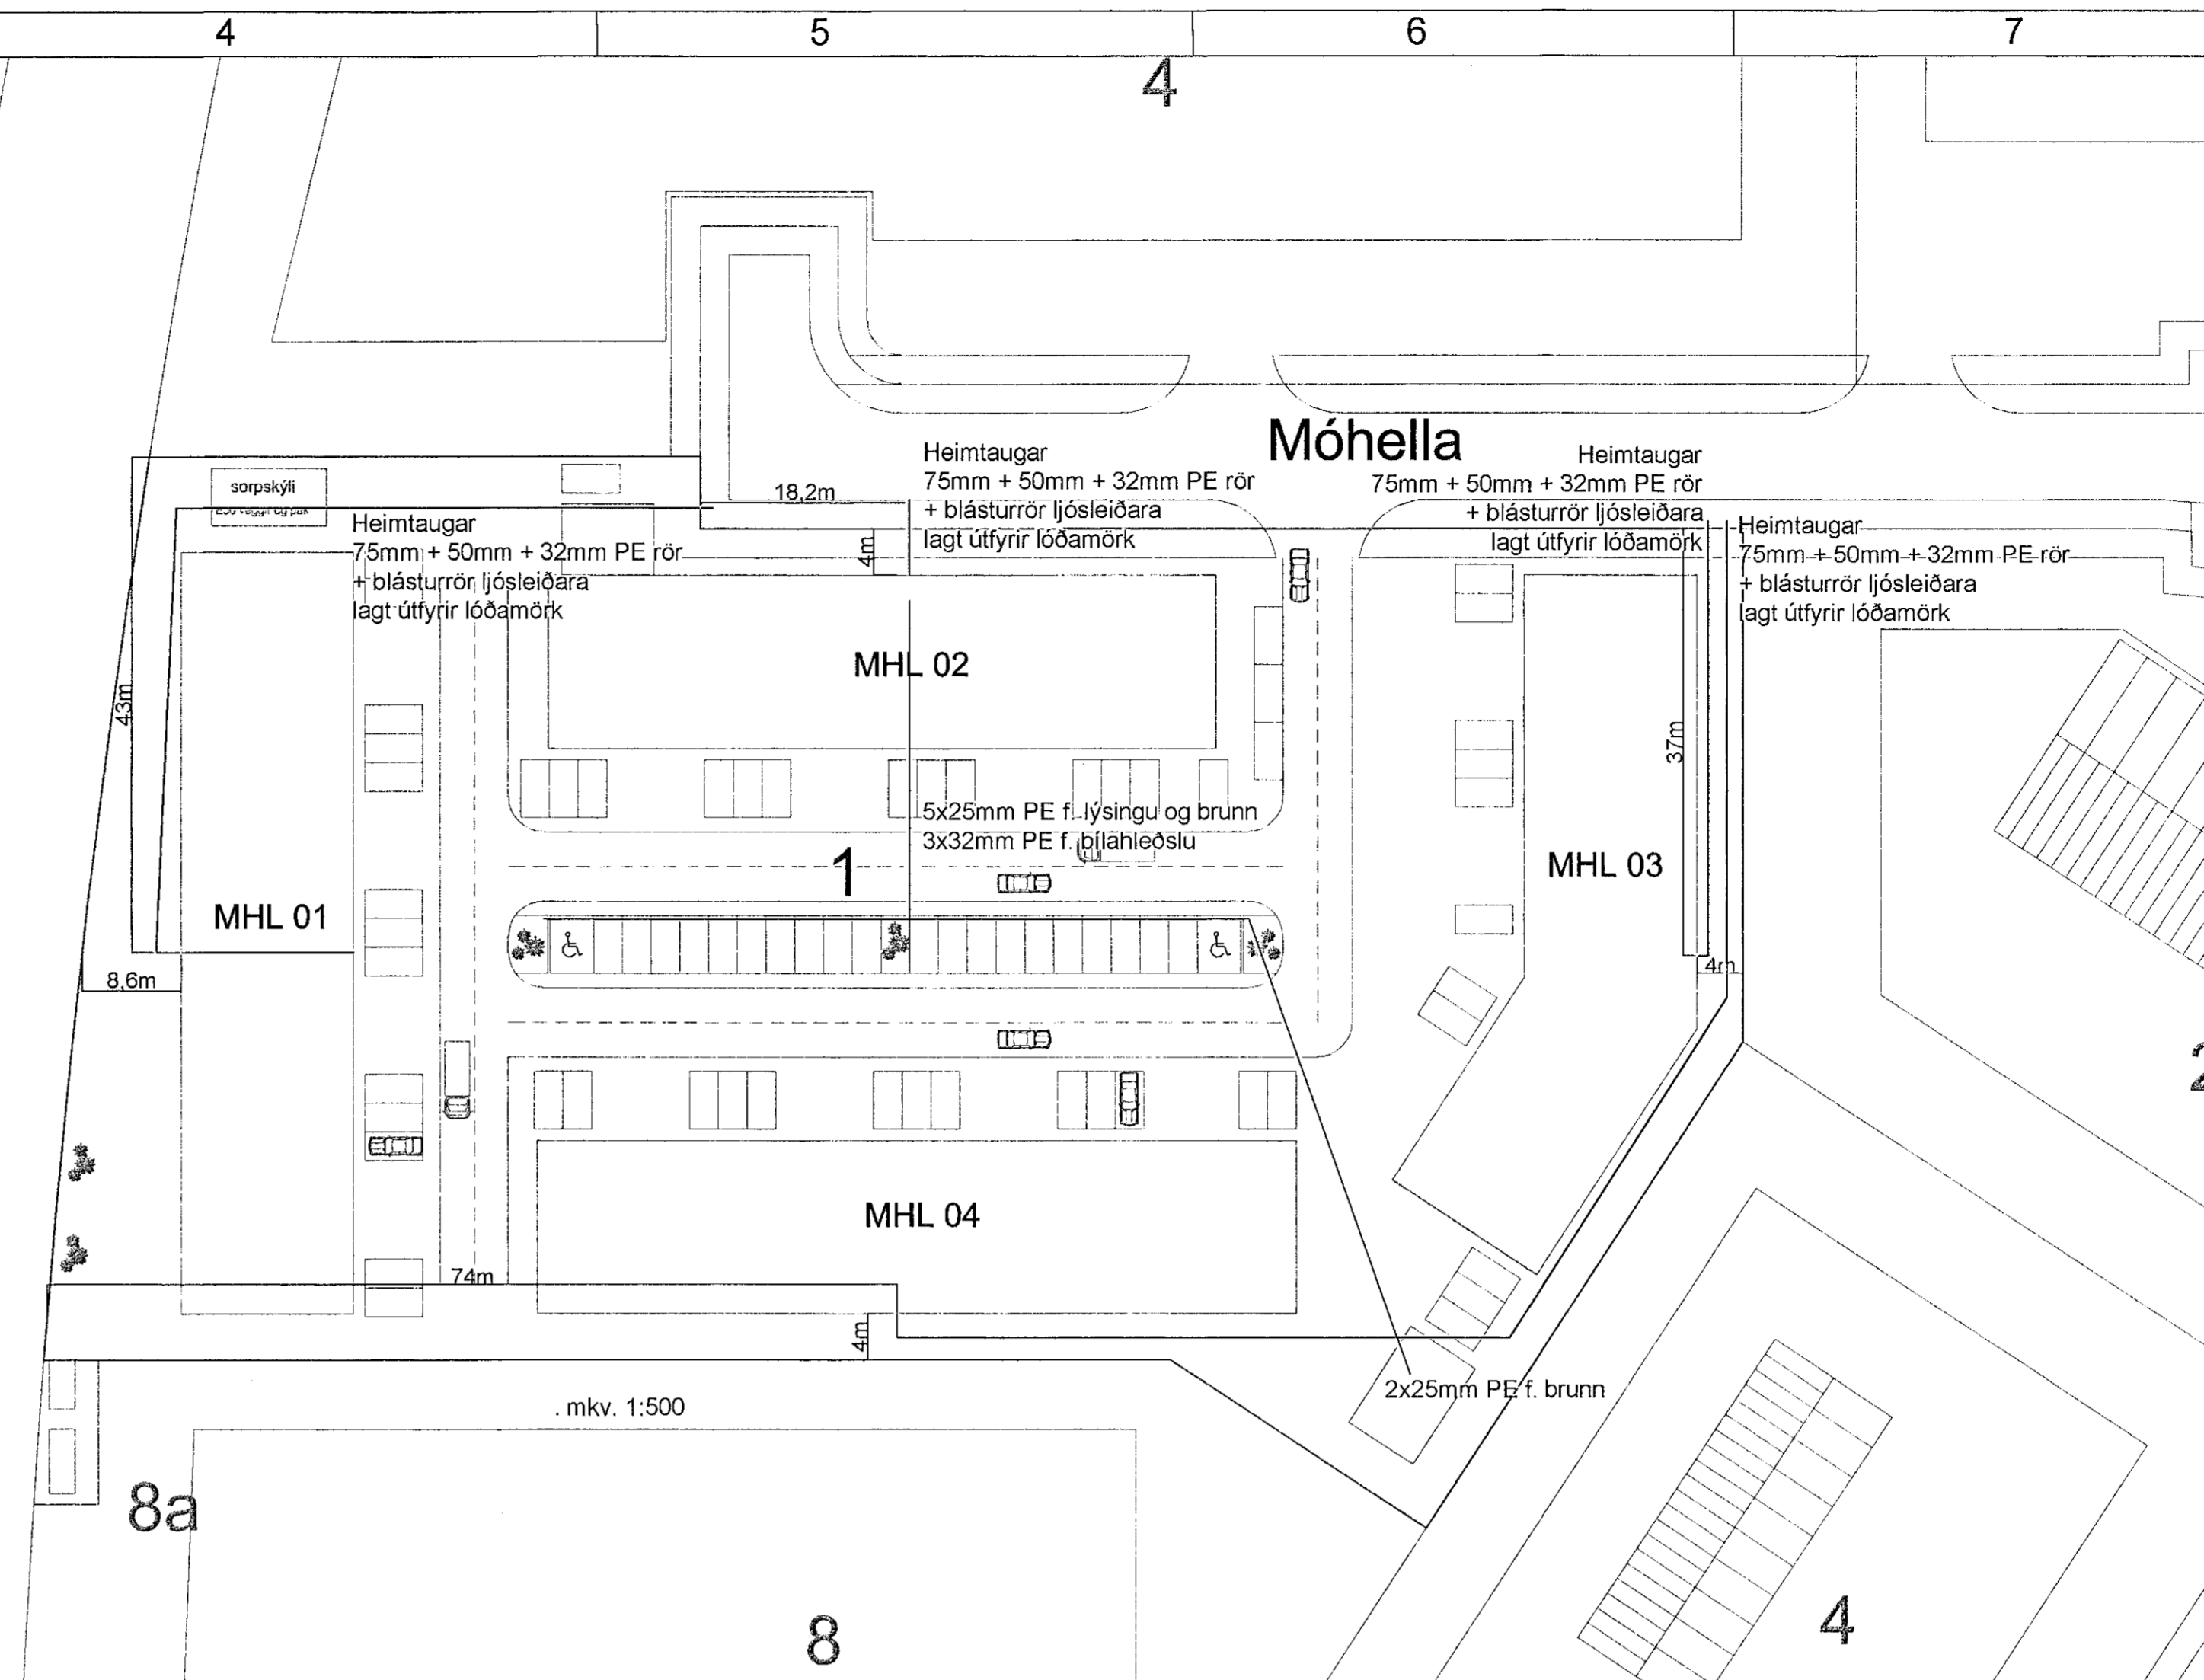 4
5
6
7
4
Móhella
sorpskýli
Heimtaugar
75mm + 50mm + 32mm PE rör
+ blásturrör ljósleiðara
lagt útfyrir lóðamörk
18,2m
4m
Heimtaugar
75mm + 50mm + 32mm PE rör
+ blásturrör ljósleiðara
lagt útfyrir lóðamörk
Heimtaugar
75mm + 50mm + 32mm PE rör
+ blásturrör ljósleiðara
lagt útfyrir lóðamörk
Heimtaugar
75mm + 50mm + 32mm PE rör
+ blásturrör ljósleiðara
lagt útfyrir lóðamörk
43m
MHL 02
37m
5x25mm PE f. lýsingu og brunn
3x32mm PE f. bílahleðslu
1
MHL 03
MHL 01
8,6m
4m
2
MHL 04
74m
4m
2x25mm PE f. brunn
. mkv. 1:500
8a
8
4